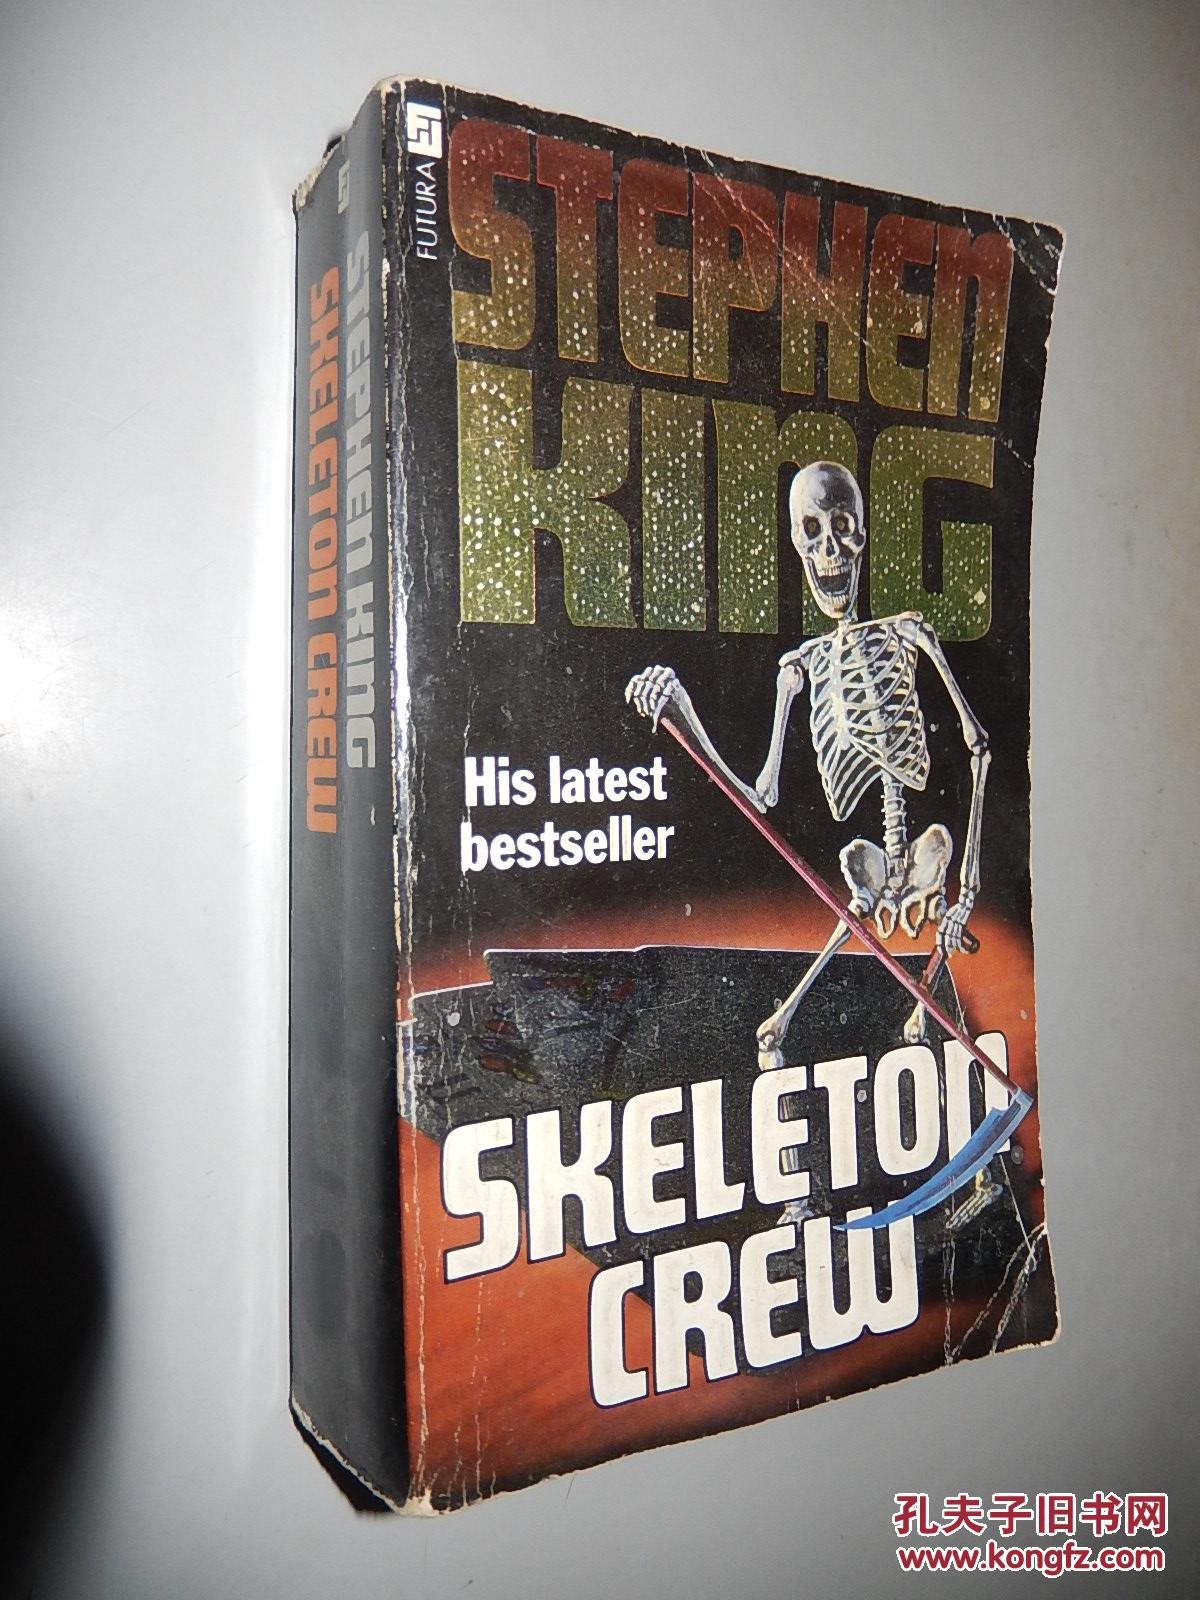 STEPHEN KING
SKELETON CREW
FUTURA
STEPHEN
KING
His latest
bestseller
SKELETON
CREW
孔夫子旧书网
www.kongfz.com